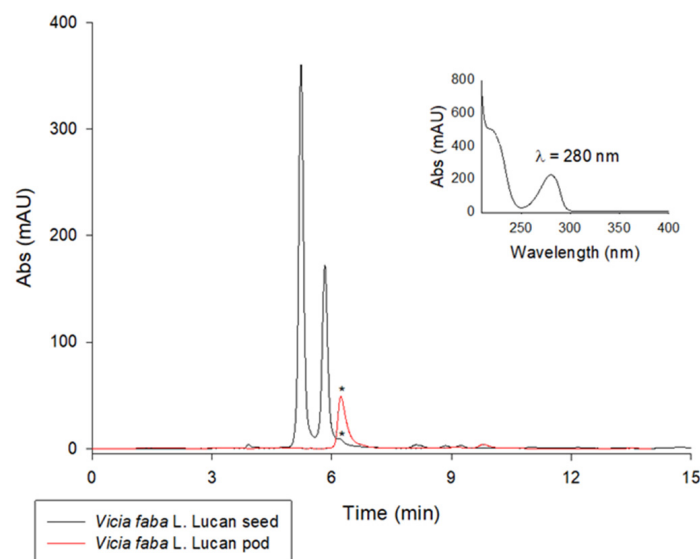 400
300
200
100
0
Abs (mAU)
0 3 6 9 12 15
Time (min)
*
*
800
600
400
200
0
Abs (mAU)
λ = 280 nm
250 300 350 400
Wavelength (nm)
Vicia faba L. Lucan seed
Vicia faba L. Lucan pod